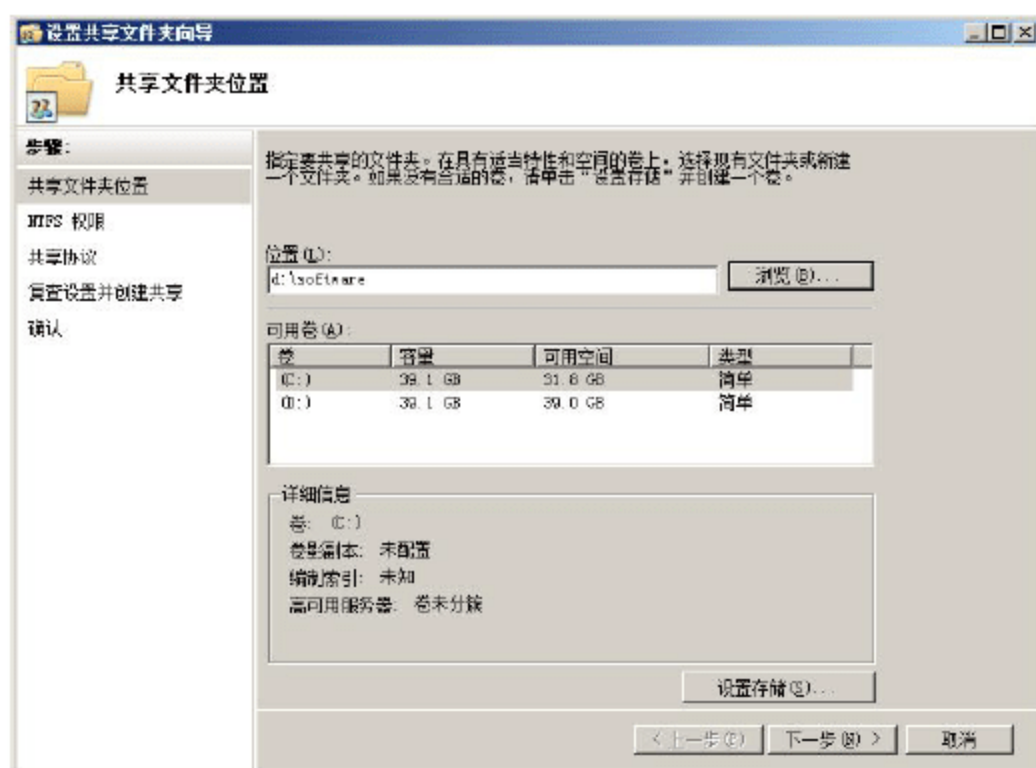 设置共享文件夹向导
共享文件夹位置
步骤:
共享文件夹位置
NTFS 权限
共享协议
复查设置并创建共享
确认
指定要共享的文件夹。在具有适当特性和空间的卷上，选择现有文件夹或新建
一个文件夹。如果没有合适的卷，请单击“设置存储”并创建一个卷。
位置(L):
d:\software
浏览(B)...
可用卷(A):
卷 容量 可用空间 类型
(C:) 39.1 GB 31.8 GB 简单
(D:) 39.1 GB 39.0 GB 简单
详细信息
卷: (C:)
卷影副本: 未配置
编制索引: 未知
高可用服务器: 卷未分簇
设置存储(S)...
< 上一步(P) 下一步(N) > 取消